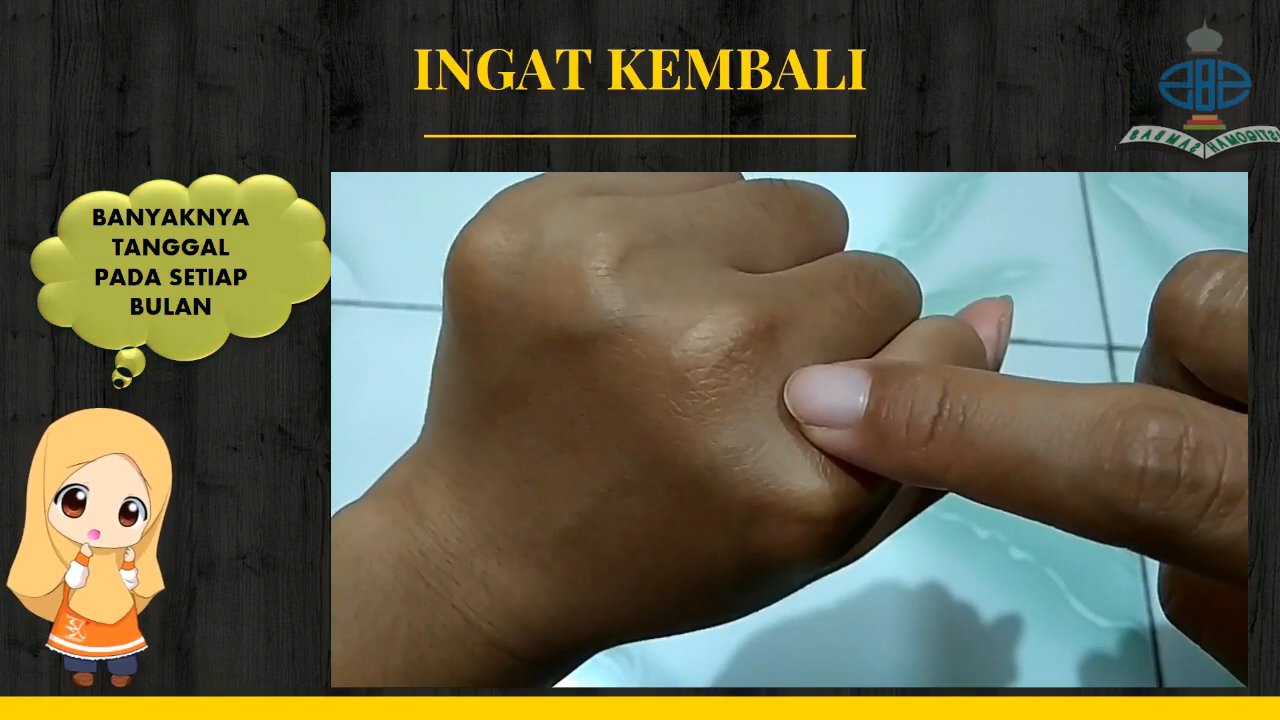 INGAT KEMBALI
BANYAKNYA
TANGGAL
PADA SETIAP
BULAN